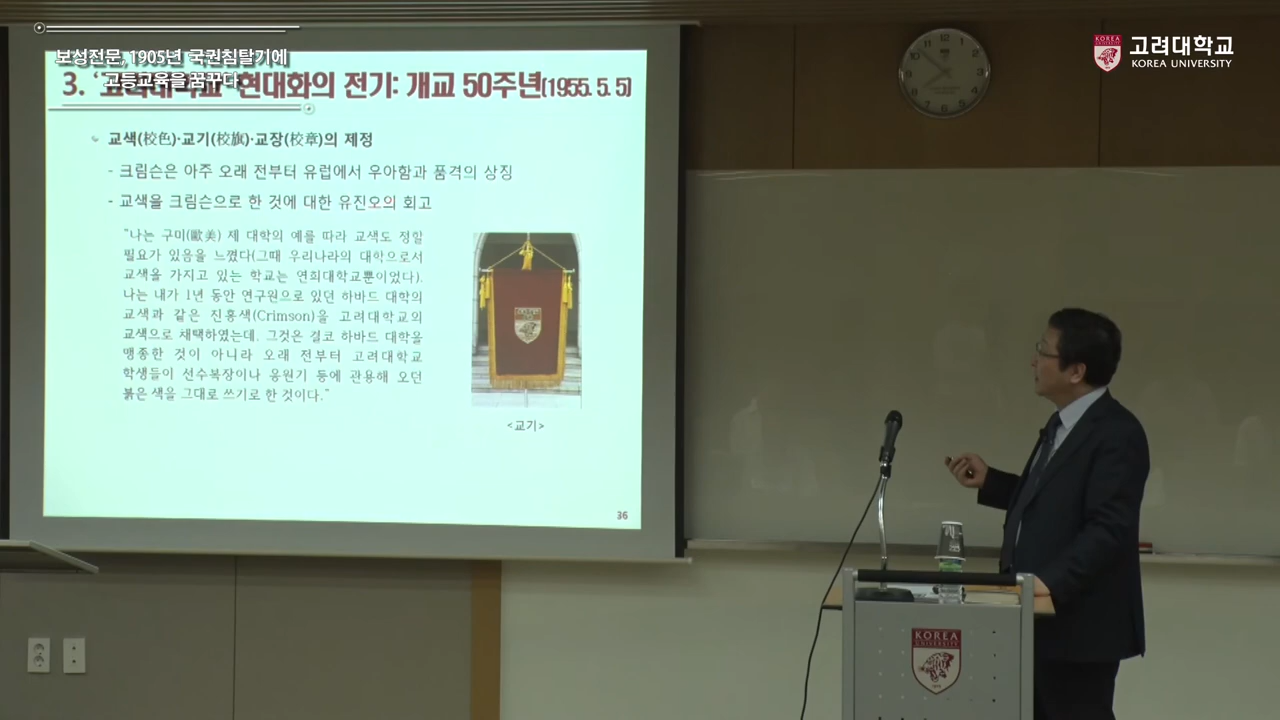 보성전문, 1905년 국권침탈기에
고등교육을 꿈꾸다
고려대학교
KOREA UNIVERSITY
3. ‘고려대학교’ 현대화의 전기: 개교 50주년(1955. 5. 5)
교색(校色)·교기(校旗)·교장(校章)의 제정
- 크림슨은 아주 오래 전부터 유럽에서 우아함과 품격의 상징
- 교색을 크림슨으로 한 것에 대한 유진오의 회고
“나는 구미(歐美) 제 대학의 예를 따라 교색도 정할
필요가 있음을 느꼈다(그때 우리나라의 대학으로서
교색을 가지고 있는 학교는 연희대학교뿐이었다).
나는 내가 1년 동안 연구원으로 있던 하바드 대학의
교색과 같은 진홍색(Crimson)을 고려대학교의
교색으로 채택하였는데, 그것은 결코 하바드 대학을
맹종한 것이 아니라 오래 전부터 고려대학교
학생들이 선수복장이나 응원기 등에 관용해 오던
붉은 색을 그대로 쓰기로 한 것이다.”
<교기>
36
KOREA
UNIVERSITY